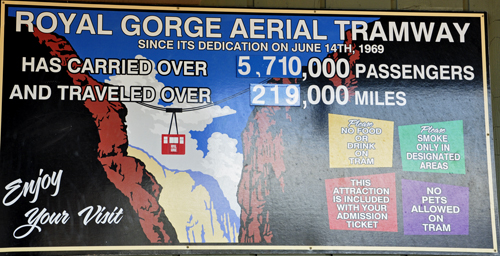 ROYAL GORGE AERIAL TRAMWAY
SINCE ITS DEDICATION ON JUNE 14TH, 1969
HAS CARRIED OVER 5,710,000 PASSENGERS
AND TRAVELED OVER 219,000 MILES
Please
NO FOOD
OR
DRINK
ON
TRAM
Please
SMOKE
ONLY IN
DESIGNATED
AREAS
THIS
ATTRACTION
IS INCLUDED
WITH YOUR
ADMISSION
TICKET
NO
PETS
ALLOWED
ON
TRAM
Enjoy
Your Visit